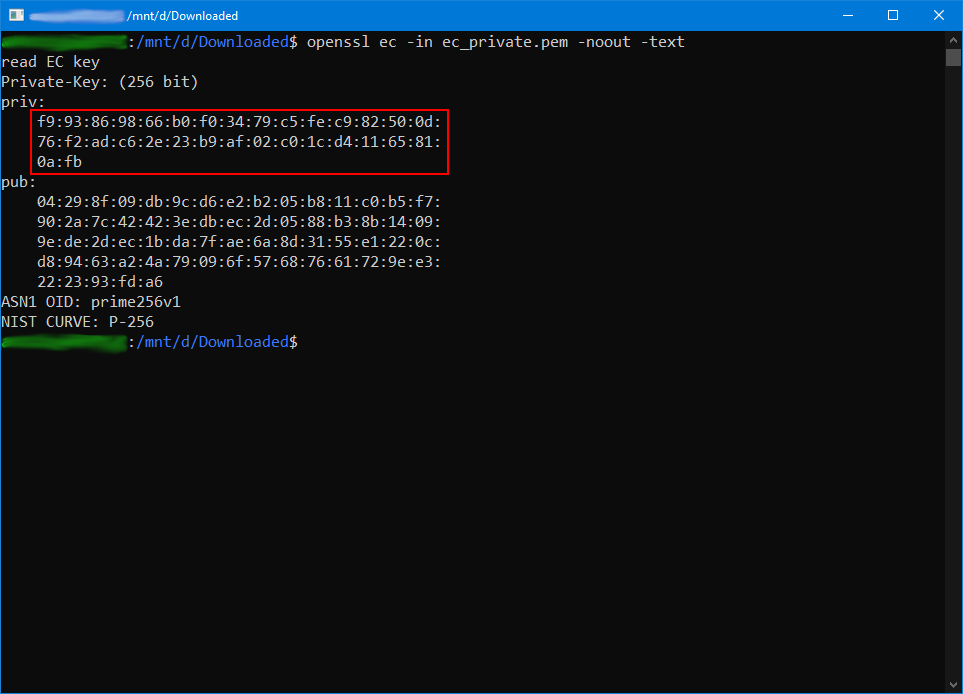 /mnt/d/Downloaded
:/mnt/d/Downloaded$ openssl ec -in ec_private.pem -noout -text
read EC key
Private-Key: (256 bit)
priv:
f9:93:86:98:66:b0:f0:34:79:c5:fe:c9:82:50:0d:
76:f2:ad:c6:2e:23:b9:af:02:c0:1c:d4:11:65:81:
0a:fb
pub:
04:29:8f:09:db:9c:d6:e2:b2:05:b8:11:c0:b5:f7:
90:2a:7c:42:42:3e:db:ec:2d:05:88:b3:8b:14:09:
9e:de:2d:ec:1b:da:7f:ae:6a:8d:31:55:e1:22:0c:
d8:94:63:a2:4a:79:09:6f:57:68:76:61:72:9e:e3:
22:23:93:fd:a6
ASN1 OID: prime256v1
NIST CURVE: P-256
:/mnt/d/Downloaded$